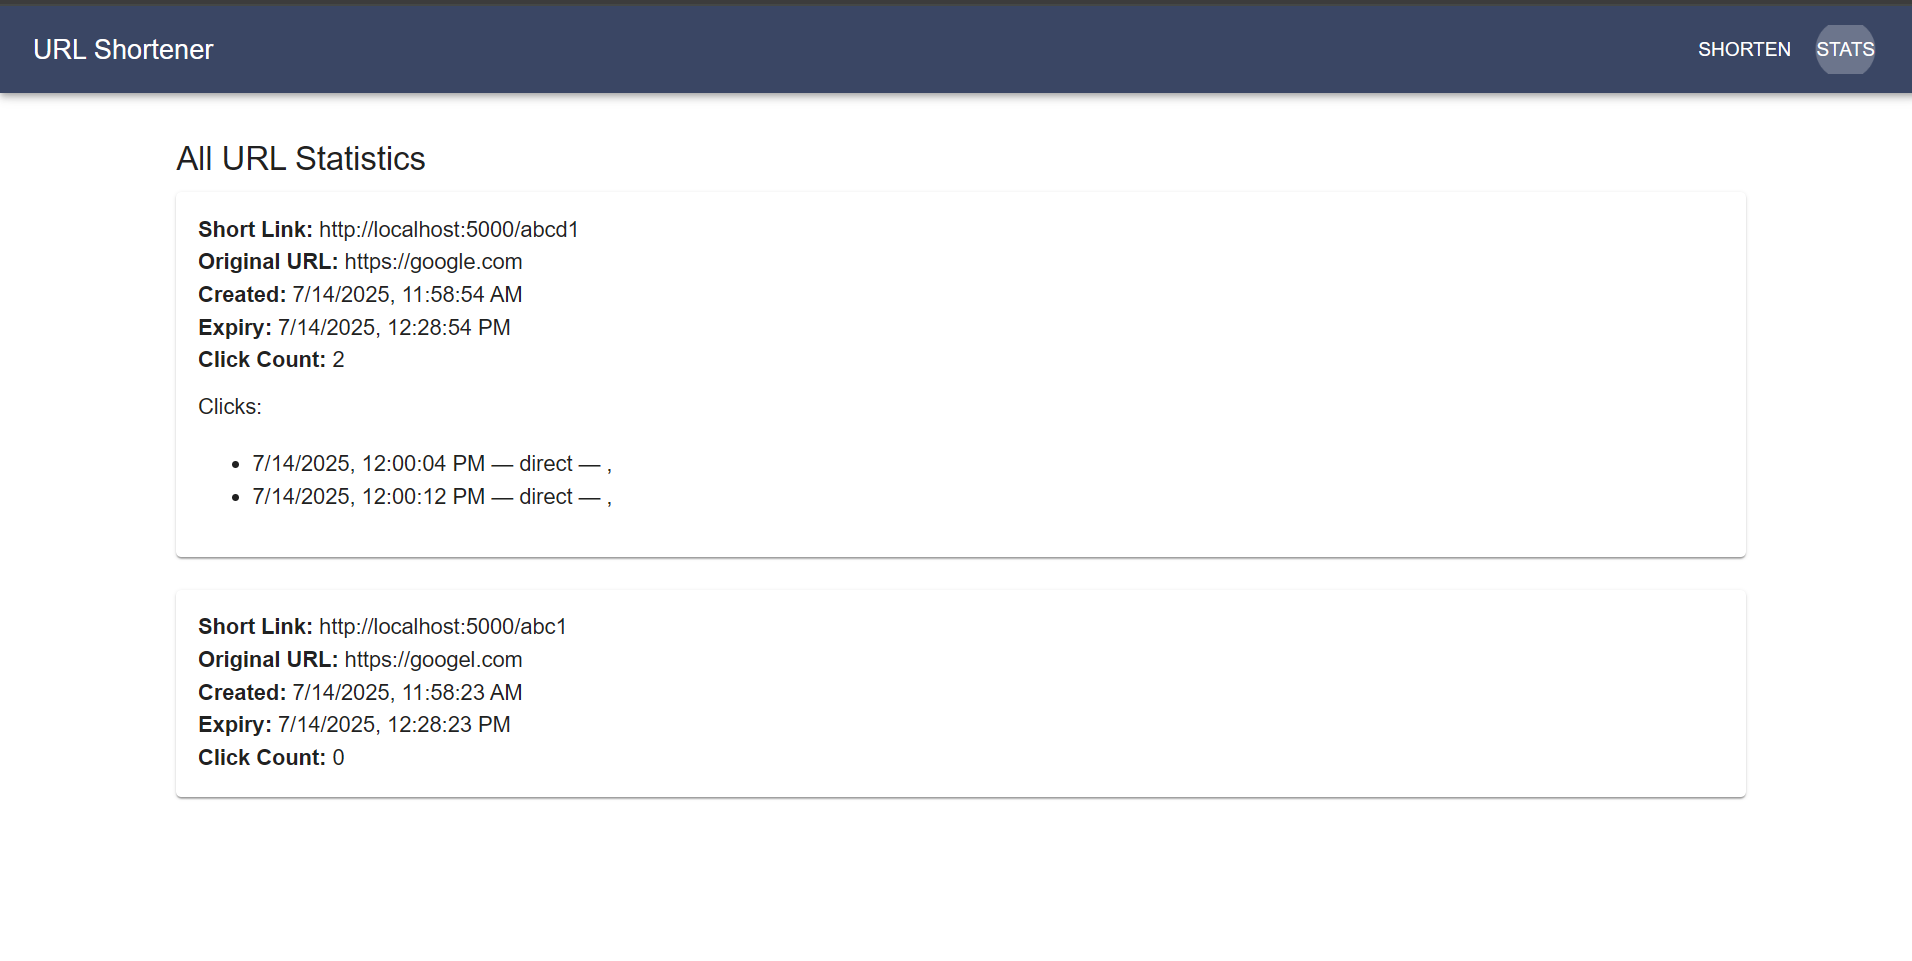 URL Shortener
SHORTEN
STATS
All URL Statistics
Short Link: http://localhost:5000/abcd1
Original URL: https://google.com
Created: 7/14/2025, 11:58:54 AM
Expiry: 7/14/2025, 12:28:54 PM
Click Count: 2
Clicks:
• 7/14/2025, 12:00:04 PM — direct — ,
• 7/14/2025, 12:00:12 PM — direct — ,
Short Link: http://localhost:5000/abc1
Original URL: https://googel.com
Created: 7/14/2025, 11:58:23 AM
Expiry: 7/14/2025, 12:28:23 PM
Click Count: 0